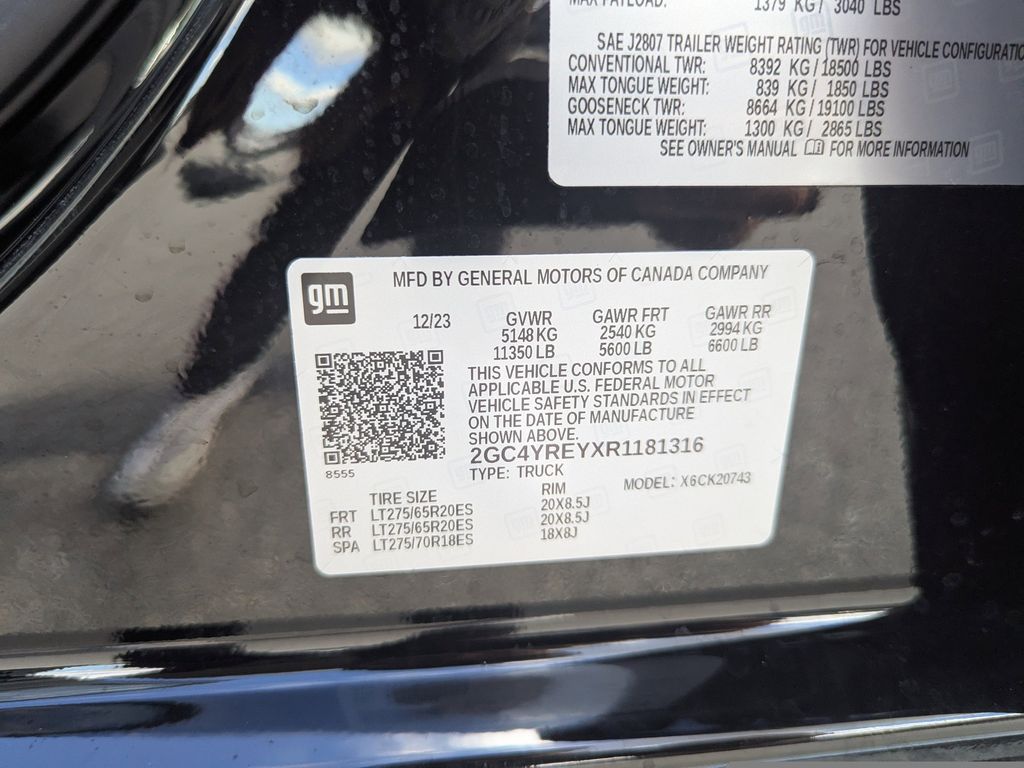 MAX PAYLOAD: 1379 KG/ 3040 LBS
SAE J2807 TRAILER WEIGHT RATING (TWR) FOR VEHICLE
CONVENTIONAL TWR: 8392 KG/18500 LBS
MAX TONGUE WEIGHT: 839 KG/ 1850 LBS
GOOSENECK TWR: 8664 KG/19100 LBS
MAX TONGUE WEIGHT: 1300 KG/ 2865 LBS
SEE OWNER'S MANUAL FOR MORE INFORMATION
gm
MFD BY GENERAL MOTORS OF CANADA COMPANY
12/23 GVWR GAWR FRT GAWR RR
5148 KG 2540 KG 2994 KG
11350 LB 5600 LB 6600 LB
THIS VEHICLE CONFORMS TO ALL
APPLICABLE U.S. FEDERAL MOTOR
VEHICLE SAFETY STANDARDS IN EFFECT
ON THE DATE OF MANUFACTURE
SHOWN ABOVE.
2GC4YREYXR1181316
8555
TYPE: TRUCK MODEL: X6CK20743
TIRE SIZE RIM
FRT LT275/65R20ES 20X8.5J
RR LT275/65R20ES 20X8.5J
SPA LT275/70R18ES 18X8J